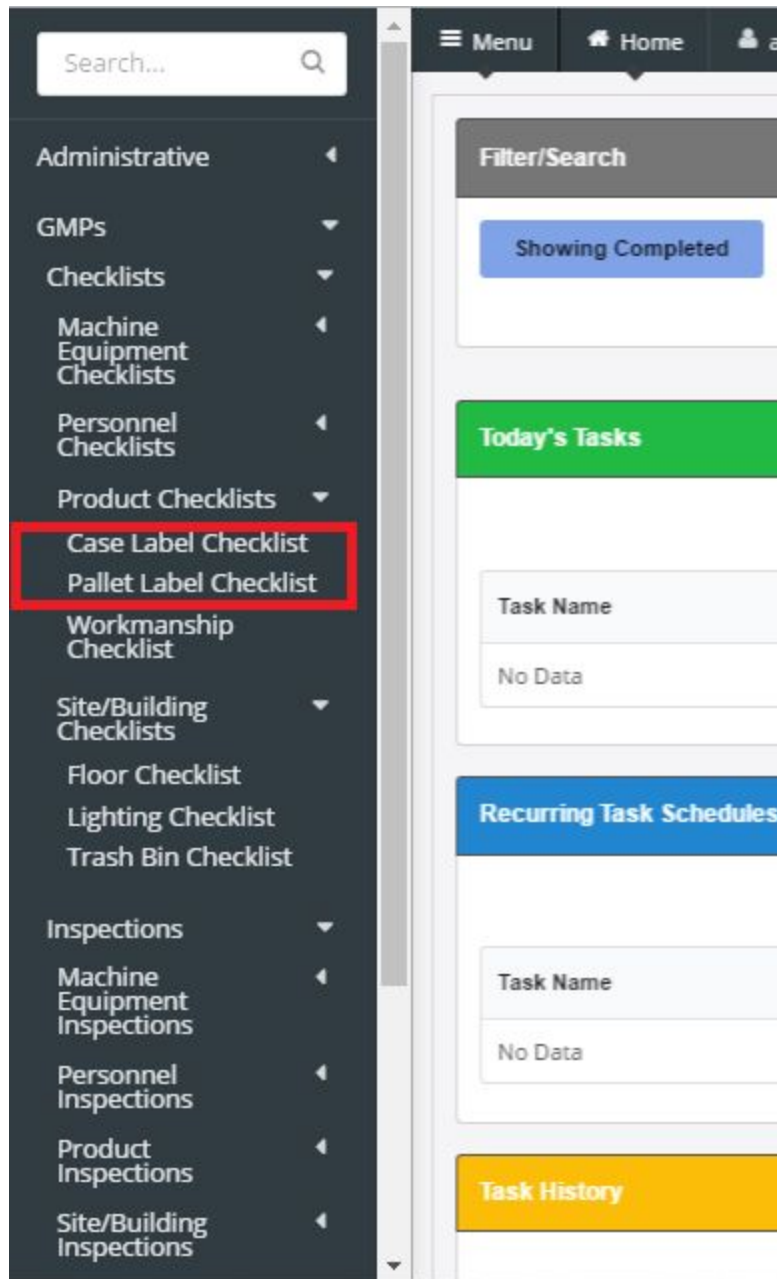 Search...
Administrative
GMPs
Checklists
Machine
Equipment
Checklists
Personnel
Checklists
Product Checklists
Case Label Checklist
Pallet Label Checklist
Workmanship
Checklist
Site/Building
Checklists
Floor Checklist
Lighting Checklist
Trash Bin Checklist
Inspections
Machine
Equipment
Inspections
Personnel
Inspections
Product
Inspections
Site/Building
Inspections
Menu Home
Filter/Search
Showing Completed
Today's Tasks
Task Name
No Data
Recurring Task Schedules
Task Name
No Data
Task History